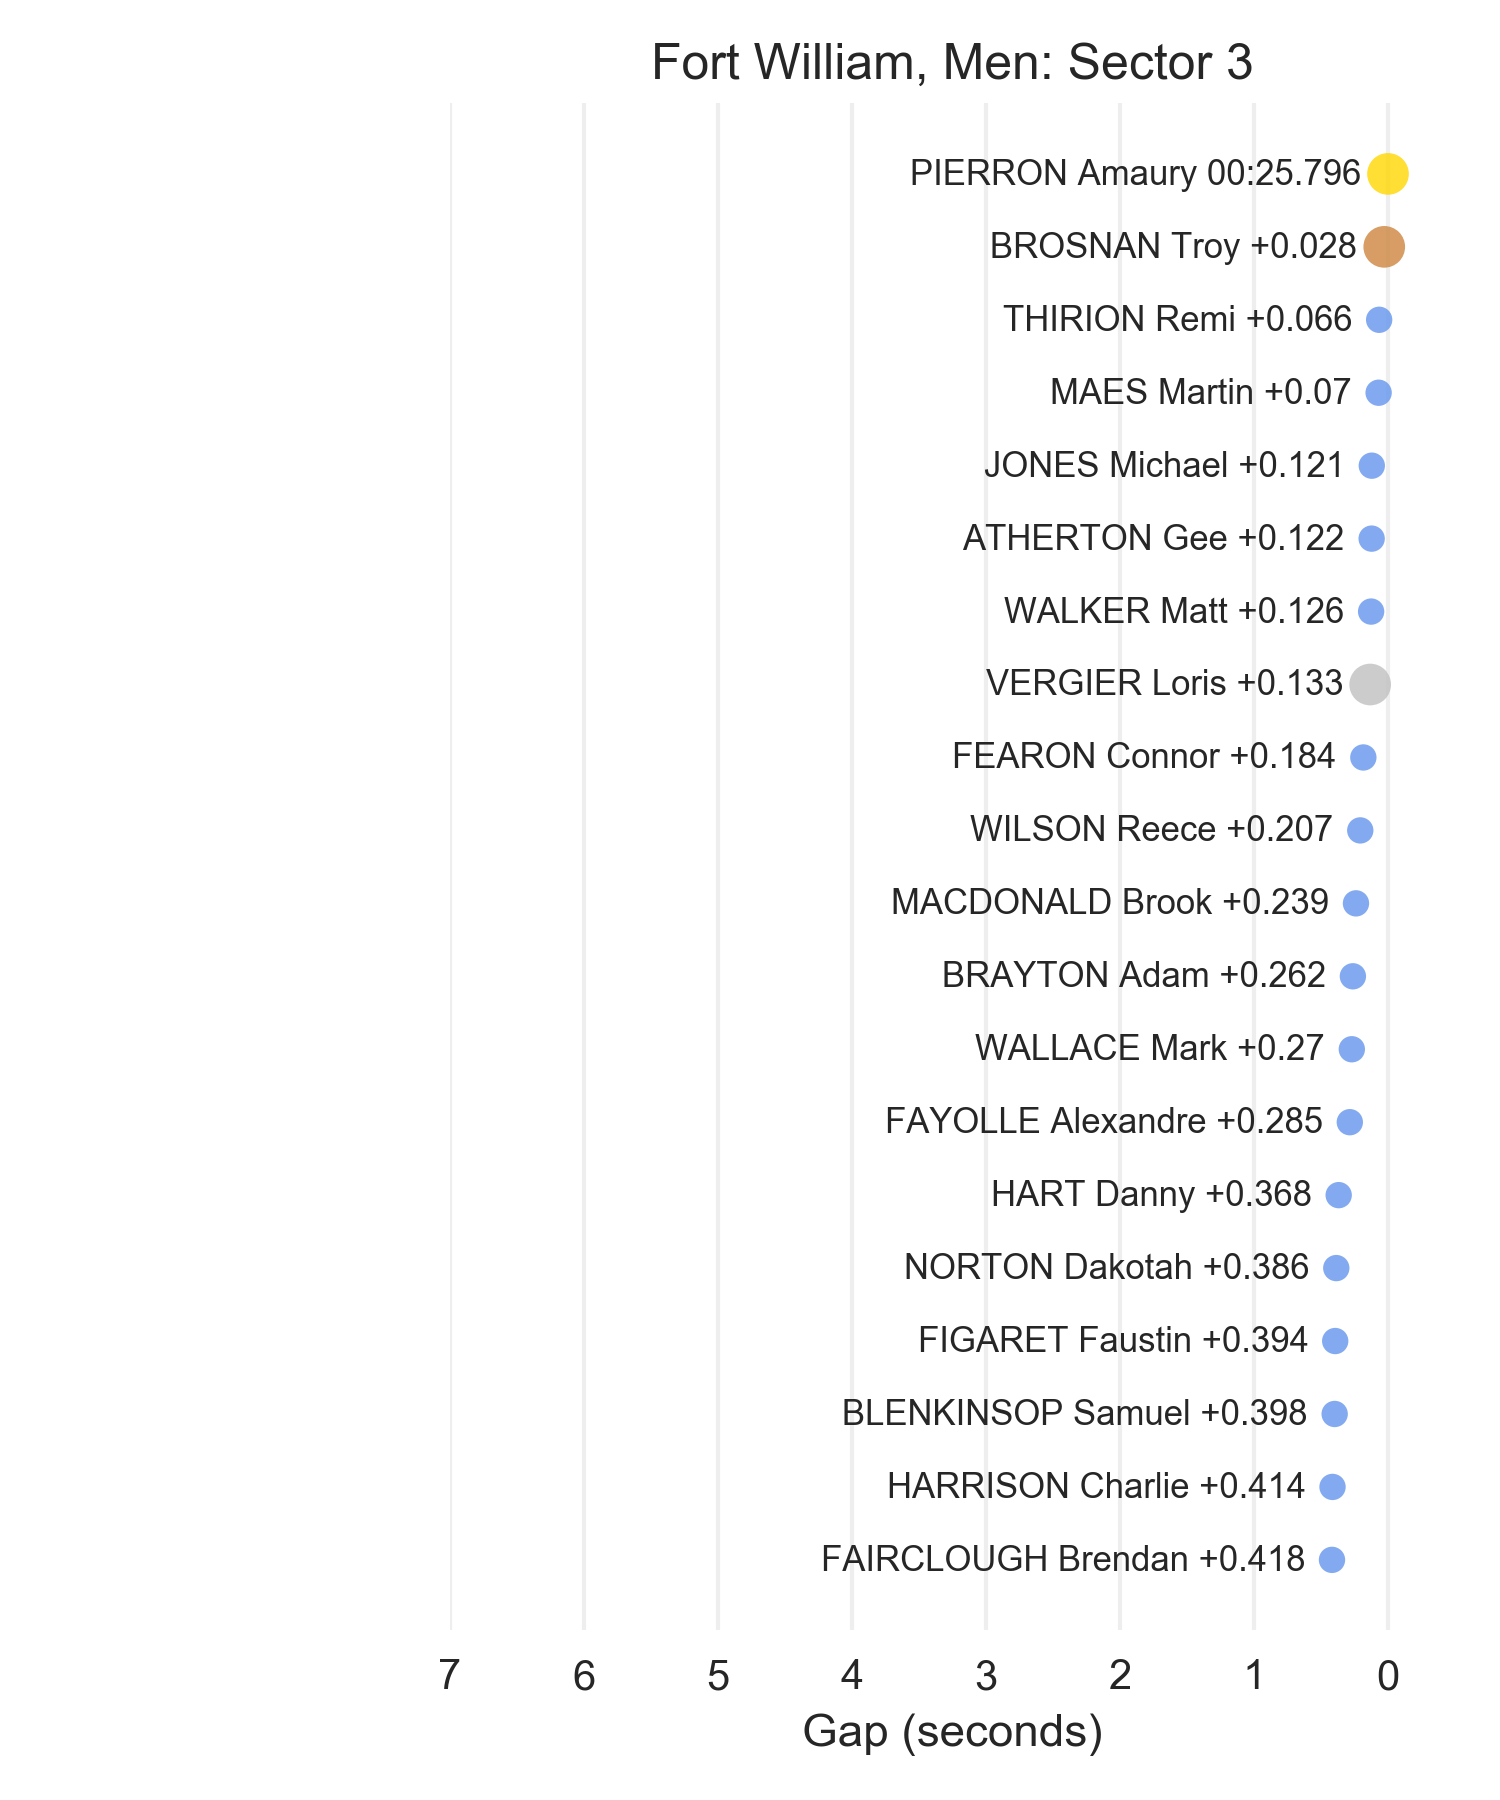 Fort William, Men: Sector 3
PIERRON Amaury 00:25.796
BROSNAN Troy +0.028
THIRION Remi +0.066
MAES Martin +0.07
JONES Michael +0.121
ATHERTON Gee +0.122
WALKER Matt +0.126
VERGIER Loris +0.133
FEARON Connor +0.184
WILSON Reece +0.207
MACDONALD Brook +0.239
BRAYTON Adam +0.262
WALLACE Mark +0.27
FAYOLLE Alexandre +0.285
HART Danny +0.368
NORTON Dakotah +0.386
FIGARET Faustin +0.394
BLENKINSOP Samuel +0.398
HARRISON Charlie +0.414
FAIRCLOUGH Brendan +0.418
7 6 5 4 3 2 1 0
Gap (seconds)